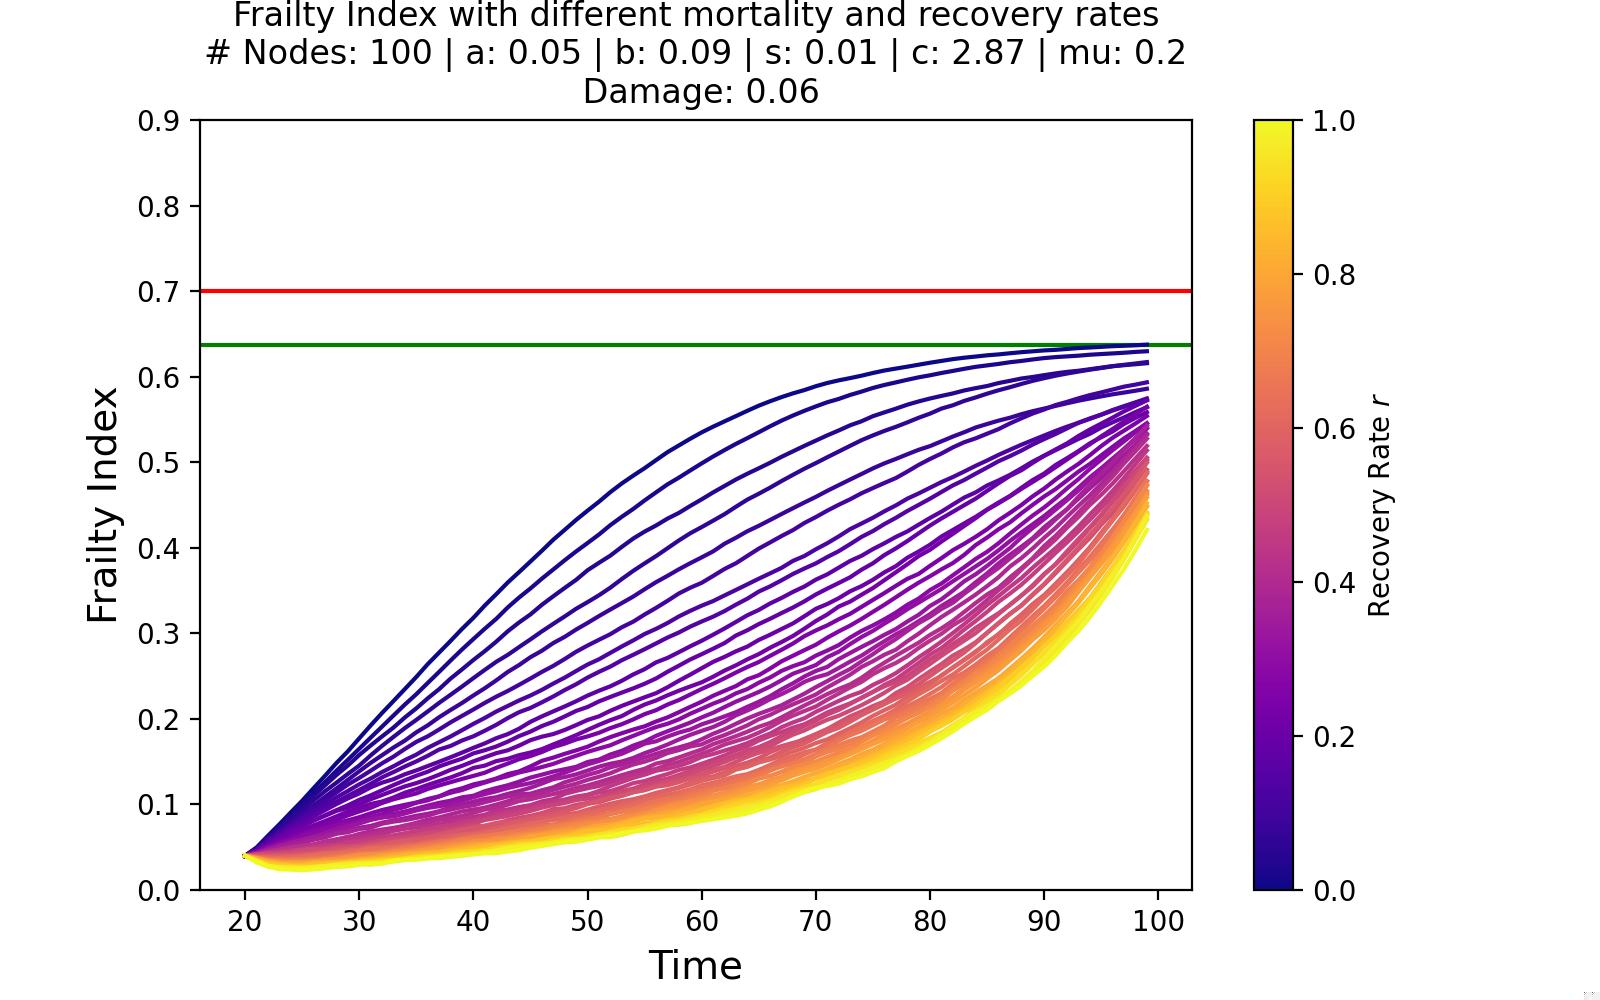 Frailty Index with different mortality and recovery rates
# Nodes: 100 | a: 0.05 | b: 0.09 | s: 0.01 | c: 2.87 | mu: 0.2
Damage: 0.06
0.9
0.8
0.7
0.6
0.5
0.4
0.3
0.2
0.1
0.0
Frailty Index
20 30 40 50 60 70 80 90 100
Time
1.0
0.8
0.6
0.4
0.2
0.0
Recovery Rate r